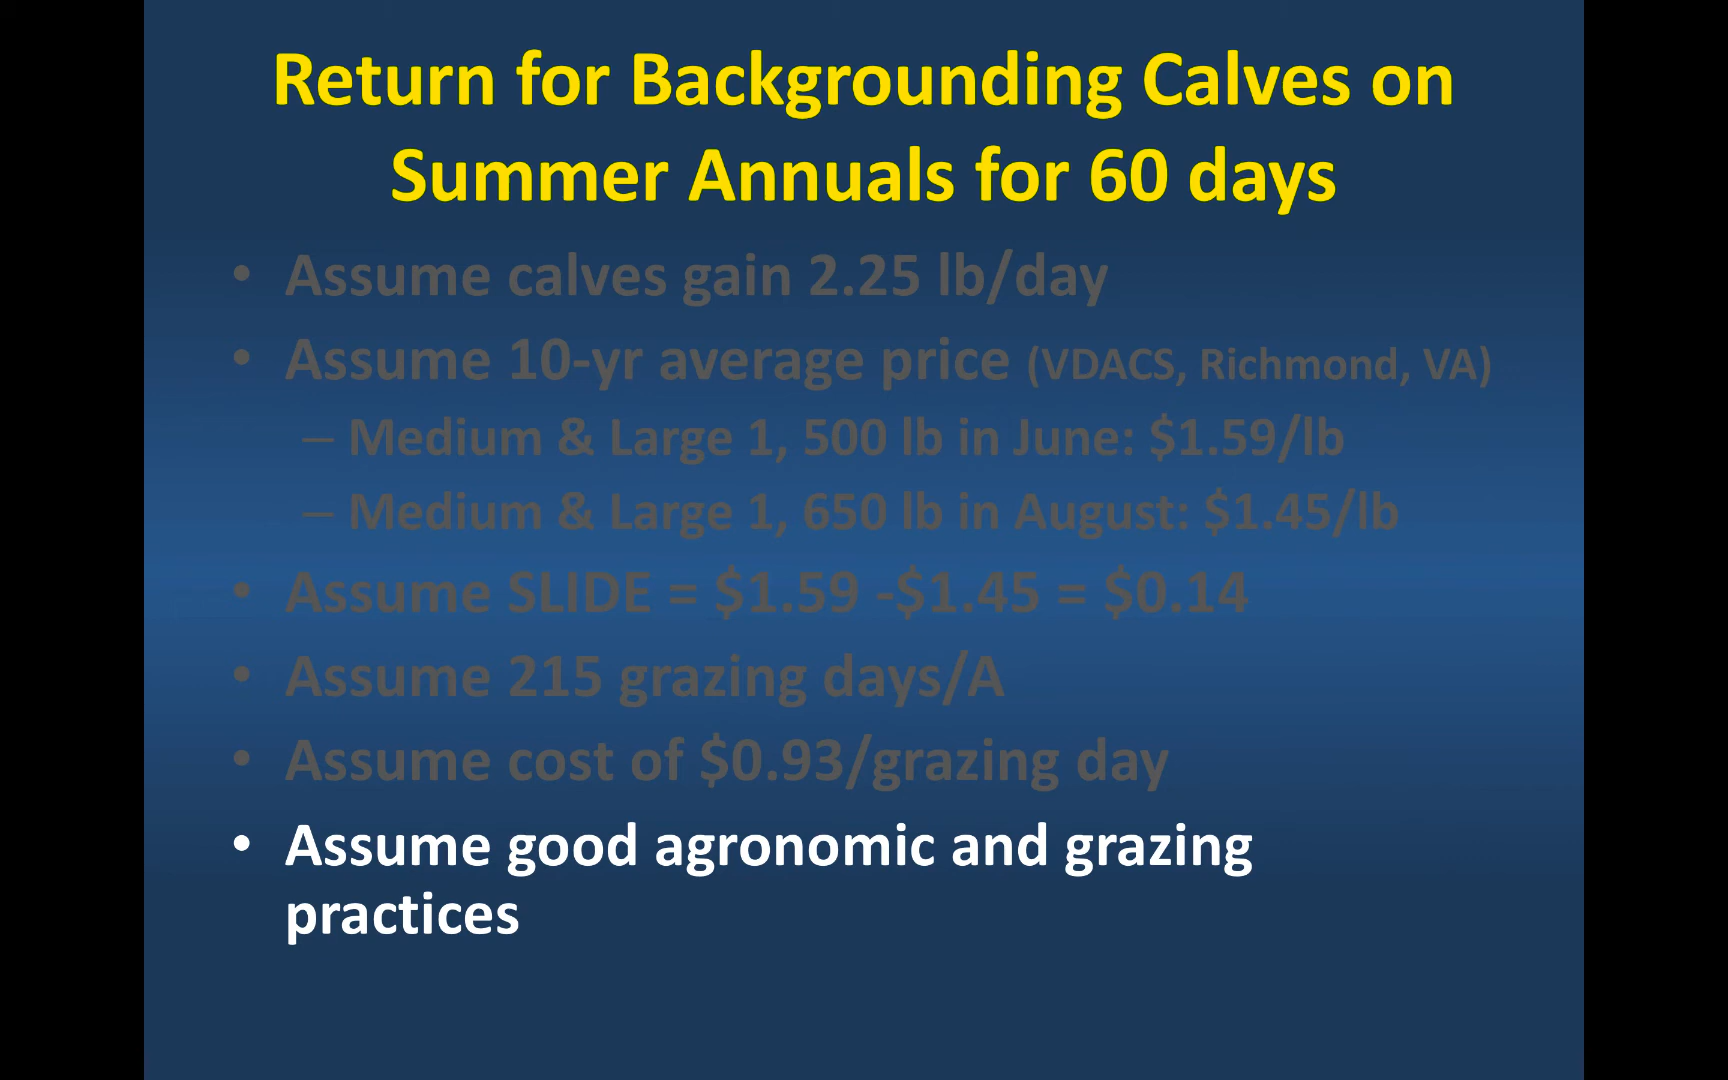 Return for Backgrounding Calves on
Summer Annuals for 60 days
• Assume calves gain 2.25 lb/day
• Assume 10-yr average price (VDACS, Richmond, VA)
– Medium & Large 1, 500 lb in June: $1.59/lb
– Medium & Large 1, 650 lb in August: $1.45/lb
• Assume SLIDE = $1.59 -$1.45 = $0.14
• Assume 215 grazing days/A
• Assume cost of $0.93/grazing day
• Assume good agronomic and grazing
practices